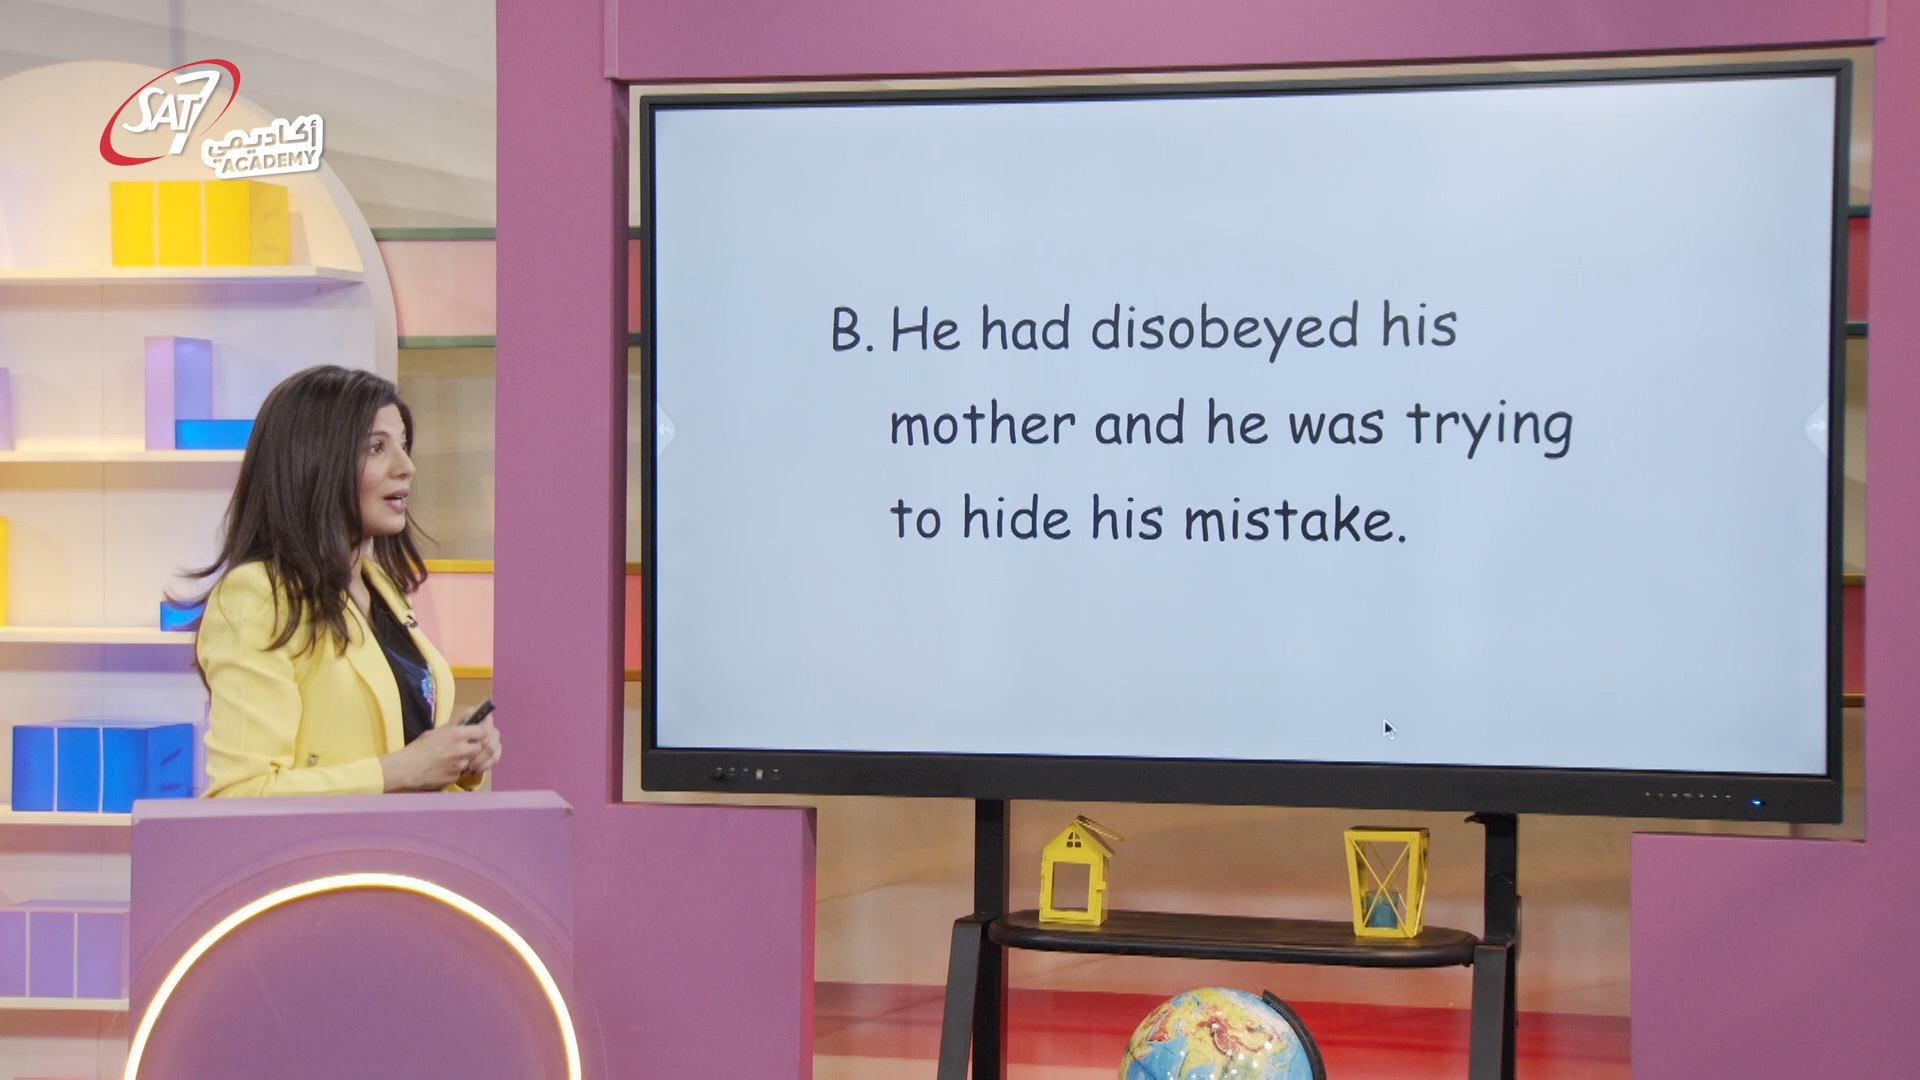 SAT7
أكاديمي
ACADEMY
B. He had disobeyed his
mother and he was trying
to hide his mistake.